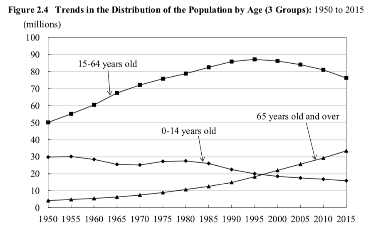 Figure 2.4 Trends in the Distribution of the Population by Age (3 Groups): 1950 to 2015
(millions)
100
90
80
70
60
50
40
30
20
10
0
15-64 years old
65 years old and over
0-14 years old
1950 1955 1960 1965 1970 1975 1980 1985 1990 1995 2000 2005 2010 2015